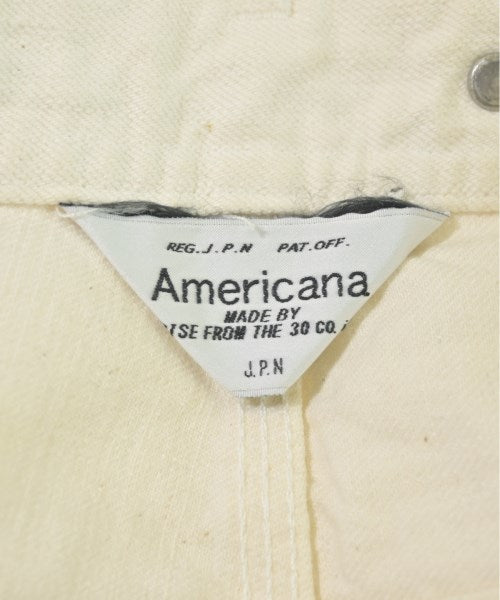 REG.J.P.N PAT.OFF.
Americana
MADE BY
FROM THE 30 CO.
J.P.N